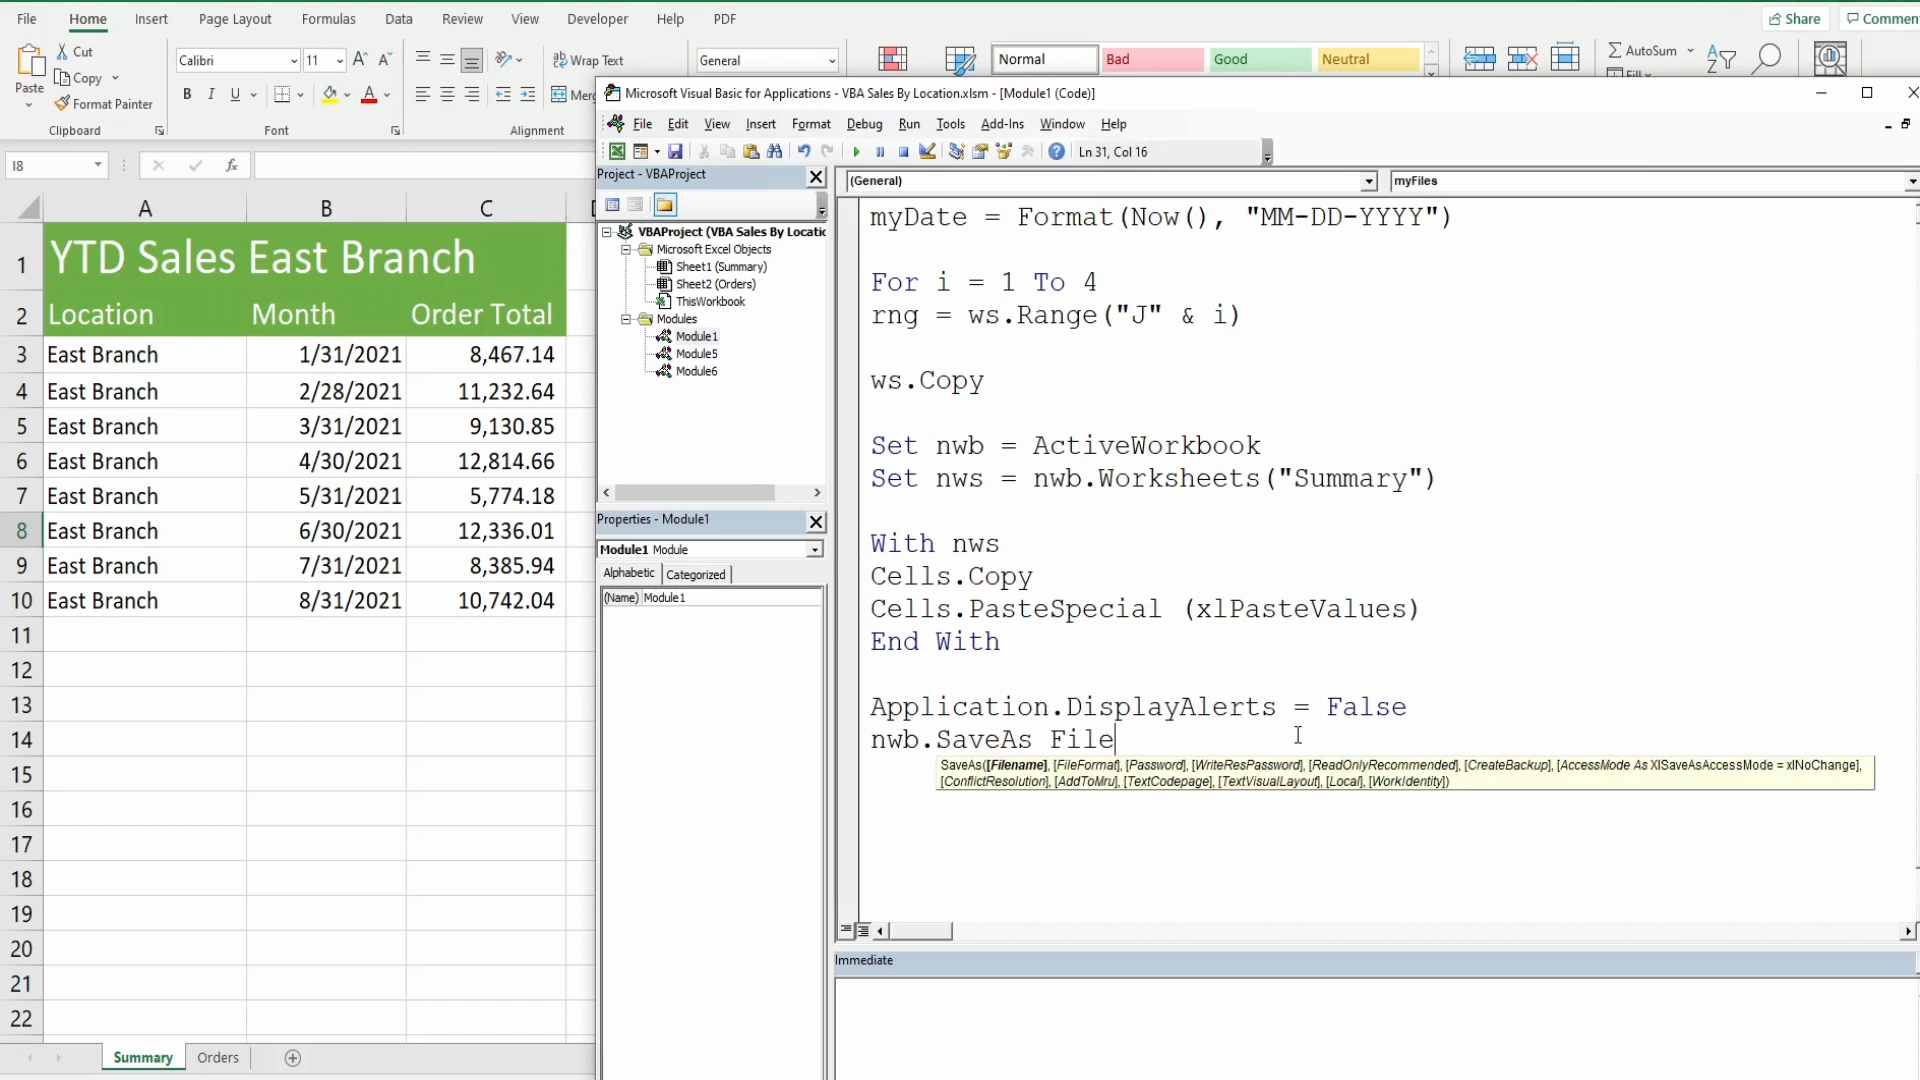 File Home Insert Page Layout Formulas Data Review View Developer Help PDF Share
Cut Calibri 11 Wrap Text General Normal Bad Good Neutral AutoSum
Copy
Paste
Format Painter B I U
Clipboard Font Alignment
Microsoft Visual Basic for Applications - VBA Sales By Location.xlsm - [Module1 (Code)]
File Edit View Insert Format Debug Run Tools Add-Ins Window Help
Ln 31, Col 16
I8 fx
Project - VBAProject
(General) myFiles
VBAProject (VBA Sales By Locatio
Microsoft Excel Objects
Sheet1 (Summary)
Sheet2 (Orders)
ThisWorkbook
Modules
Module1
Module5
Module6
Properties - Module1
Module1 Module
Alphabetic Categorized
(Name) Module1
A B C
1 YTD Sales East Branch
2 Location Month Order Total
3 East Branch 1/31/2021 8,467.14
4 East Branch 2/28/2021 11,232.64
5 East Branch 3/31/2021 9,130.85
6 East Branch 4/30/2021 12,814.66
7 East Branch 5/31/2021 5,774.18
8 East Branch 6/30/2021 12,336.01
9 East Branch 7/31/2021 8,385.94
10 East Branch 8/31/2021 10,742.04
11
12
13
14
15
16
17
18
19
20
21
22
Summary Orders
myDate = Format(Now(), "MM-DD-YYYY")
For i = 1 To 4
rng = ws.Range("J" & i)
ws.Copy
Set nwb = ActiveWorkbook
Set nws = nwb.Worksheets("Summary")
With nws
Cells.Copy
Cells.PasteSpecial (xlPasteValues)
End With
Application.DisplayAlerts = False
nwb.SaveAs File
SaveAs([Filename], [FileFormat], [Password], [WriteResPassword], [ReadOnlyRecommended], [CreateBackup], [AccessMode As XlSaveAsAccessMode = xlNoChange],
[ConflictResolution], [AddToMru], [TextCodepage], [TextVisualLayout], [Local], [WorkIdentity])
Immediate